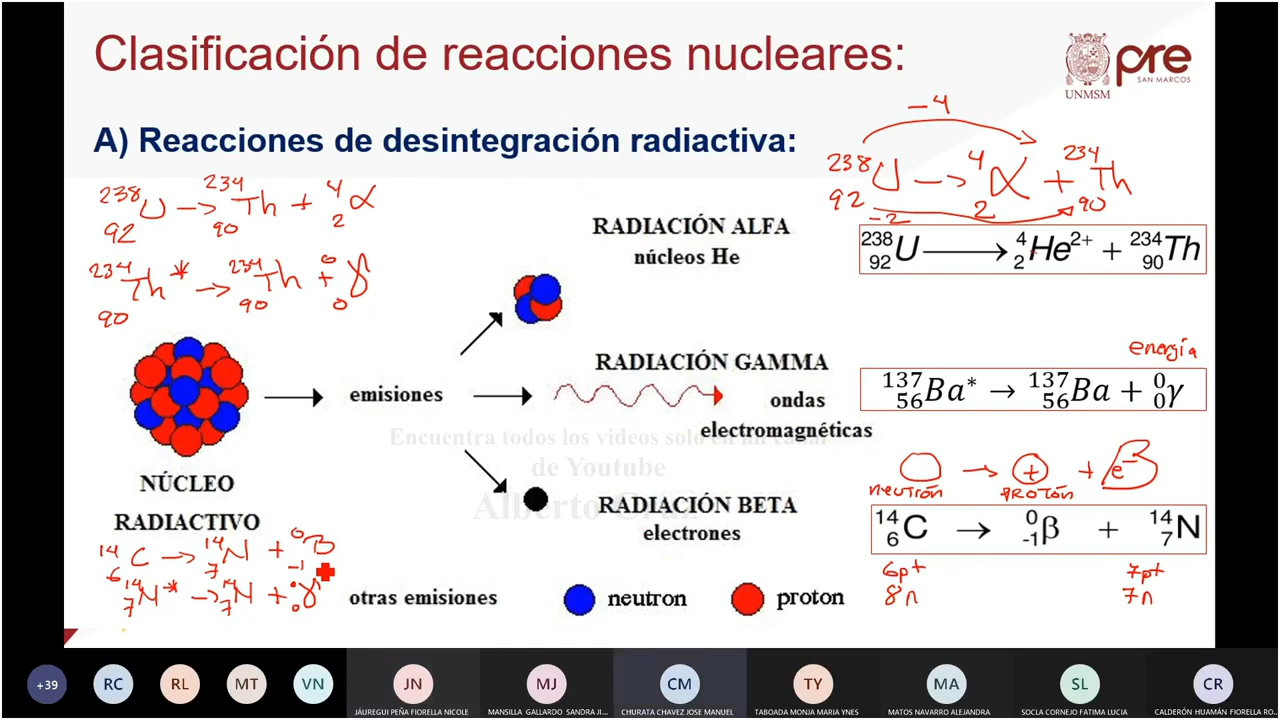 Clasificación de reacciones nucleares:
UNMSM
pre
SAN MARCOS
A) Reacciones de desintegración radiactiva:
-4
238 92 U → 4 2 α + 234 90 Th
-2
238 92 U → 234 90 Th + 4 2 α
234 90 Th* → 234 90 Th + 0 0 γ
RADIACIÓN ALFA
núcleos He
238 92 U → 4 2 He2+ + 234 90 Th
energía
RADIACIÓN GAMMA
ondas
electromagnéticas
137 56 Ba* → 137 56 Ba + 0 0 γ
emisiones
Encuentra todos los videos solo en mi canal
de Youtube
Alberto Cruz
NÚCLEO
RADIACTIVO
RADIACIÓN BETA
electrones
→ + + e- β
neutrón protón
14 6 C → 0 -1 β + 14 7 N
6p+ 7p+
8n 7n
14 6 C → 14 7 N + 0 -1 β
14 7 N* → 14 7 N + 0 0 γ
otras emisiones
neutron
proton
+39
RC
RL
MT
VN
JN
MJ
CM
TY
MA
SL
CR
JÁUREGUI PEÑA FIORELLA NICOLE
MANSILLA GALLARDO SANDRA JI...
CHURATA CHAVEZ JOSE MANUEL
TABOADA MONJA MARIA YNES
MATOS NAVARRO ALEJANDRA
SOCLA CORNEJO FATIMA LUCIA
CALDERÓN HUAMÁN FIORELLA RO...